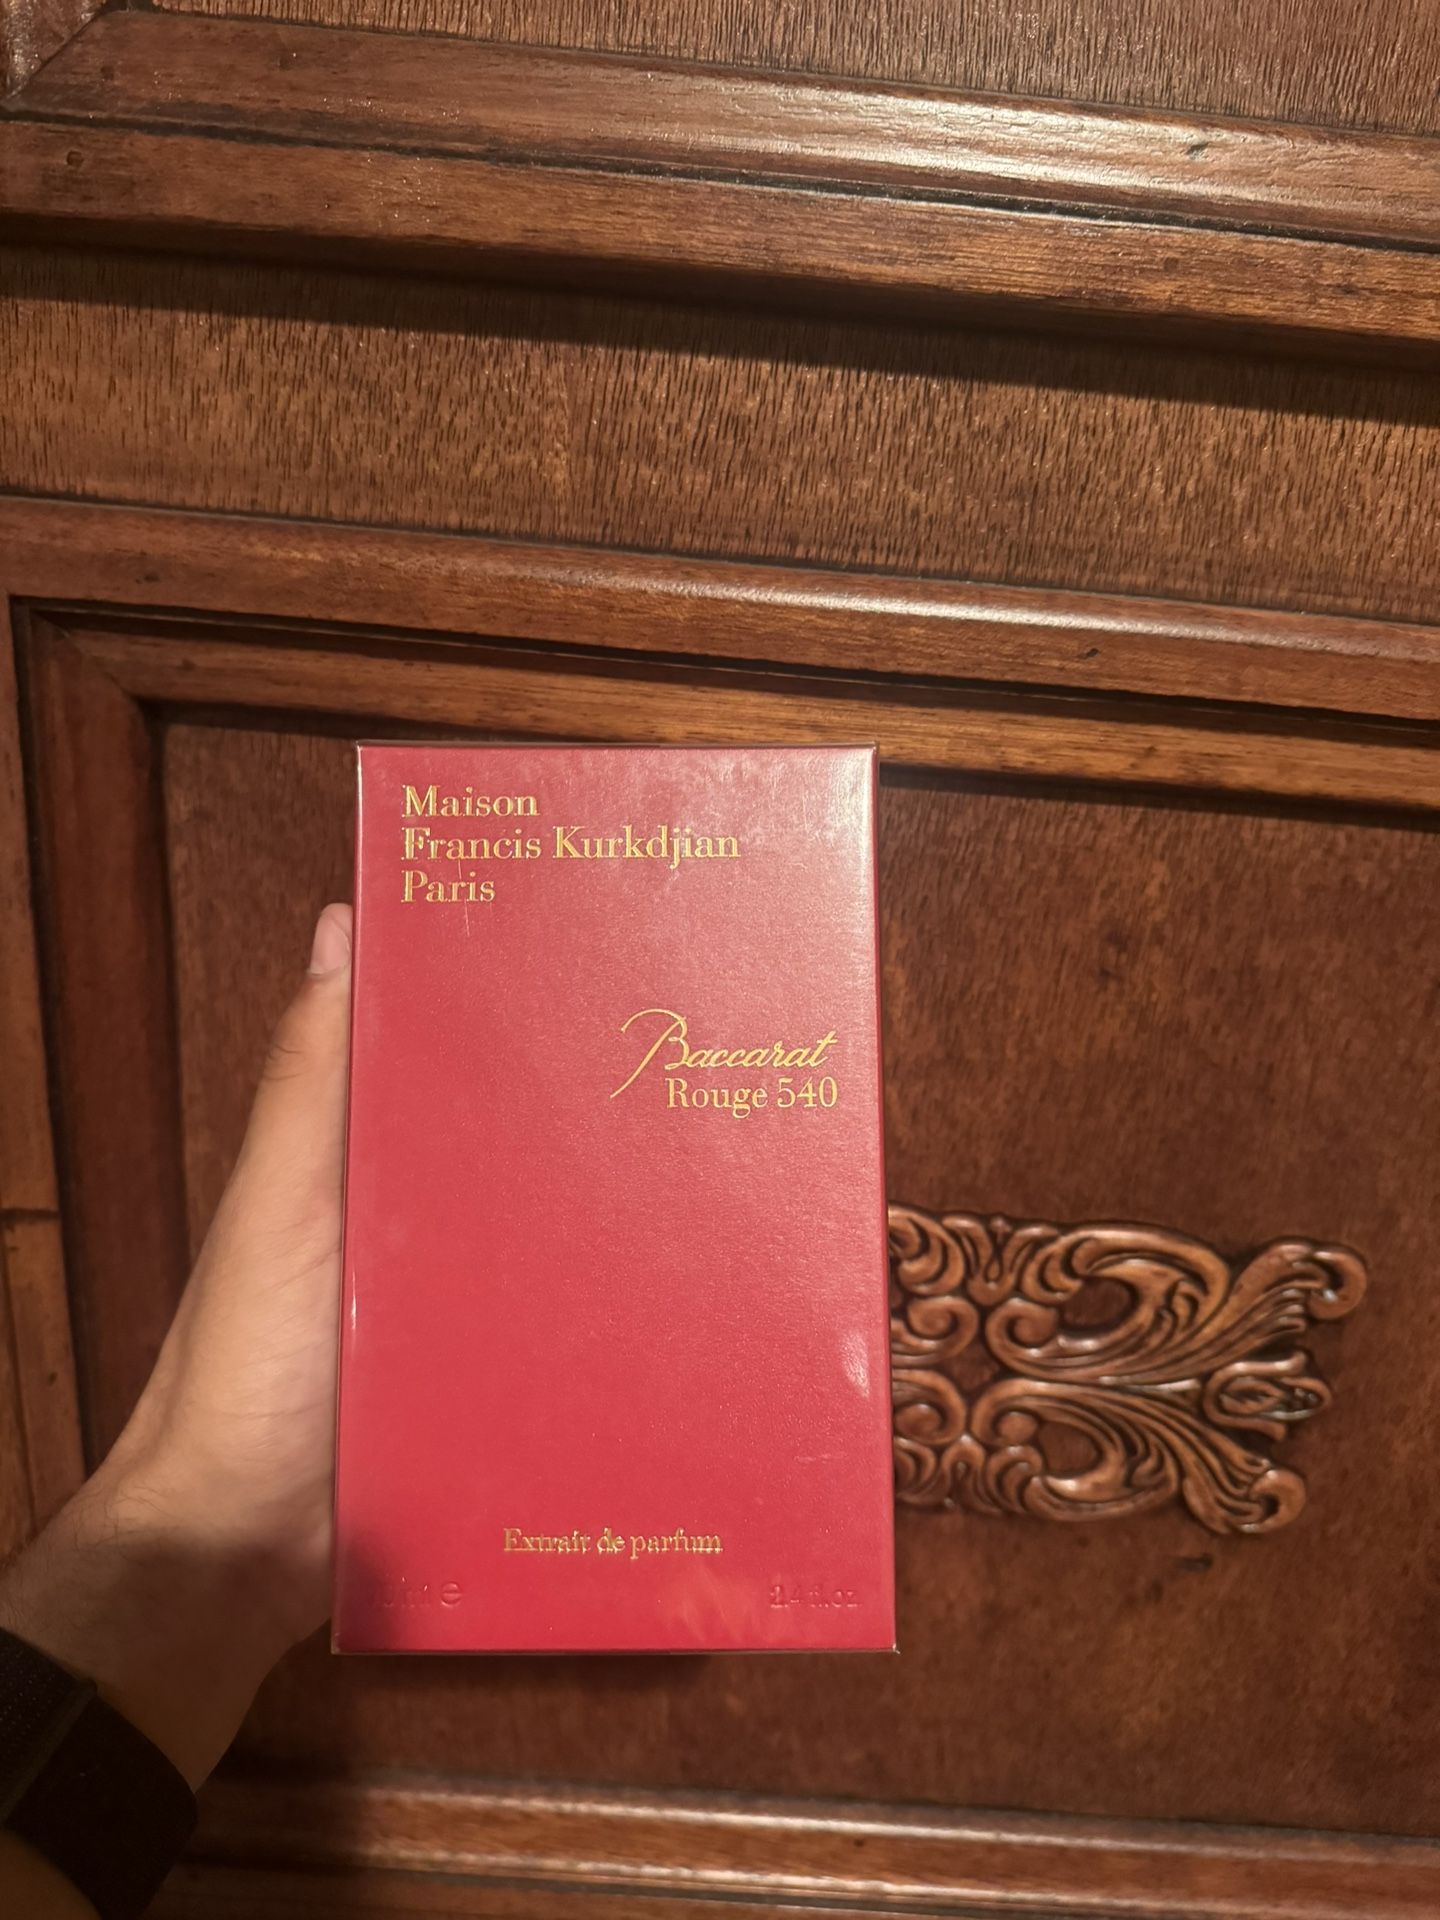 Maison
Francis Kurkdjian
Paris
Baccarat
Rouge 540
Extrait de parfum
2.4 fl.oz